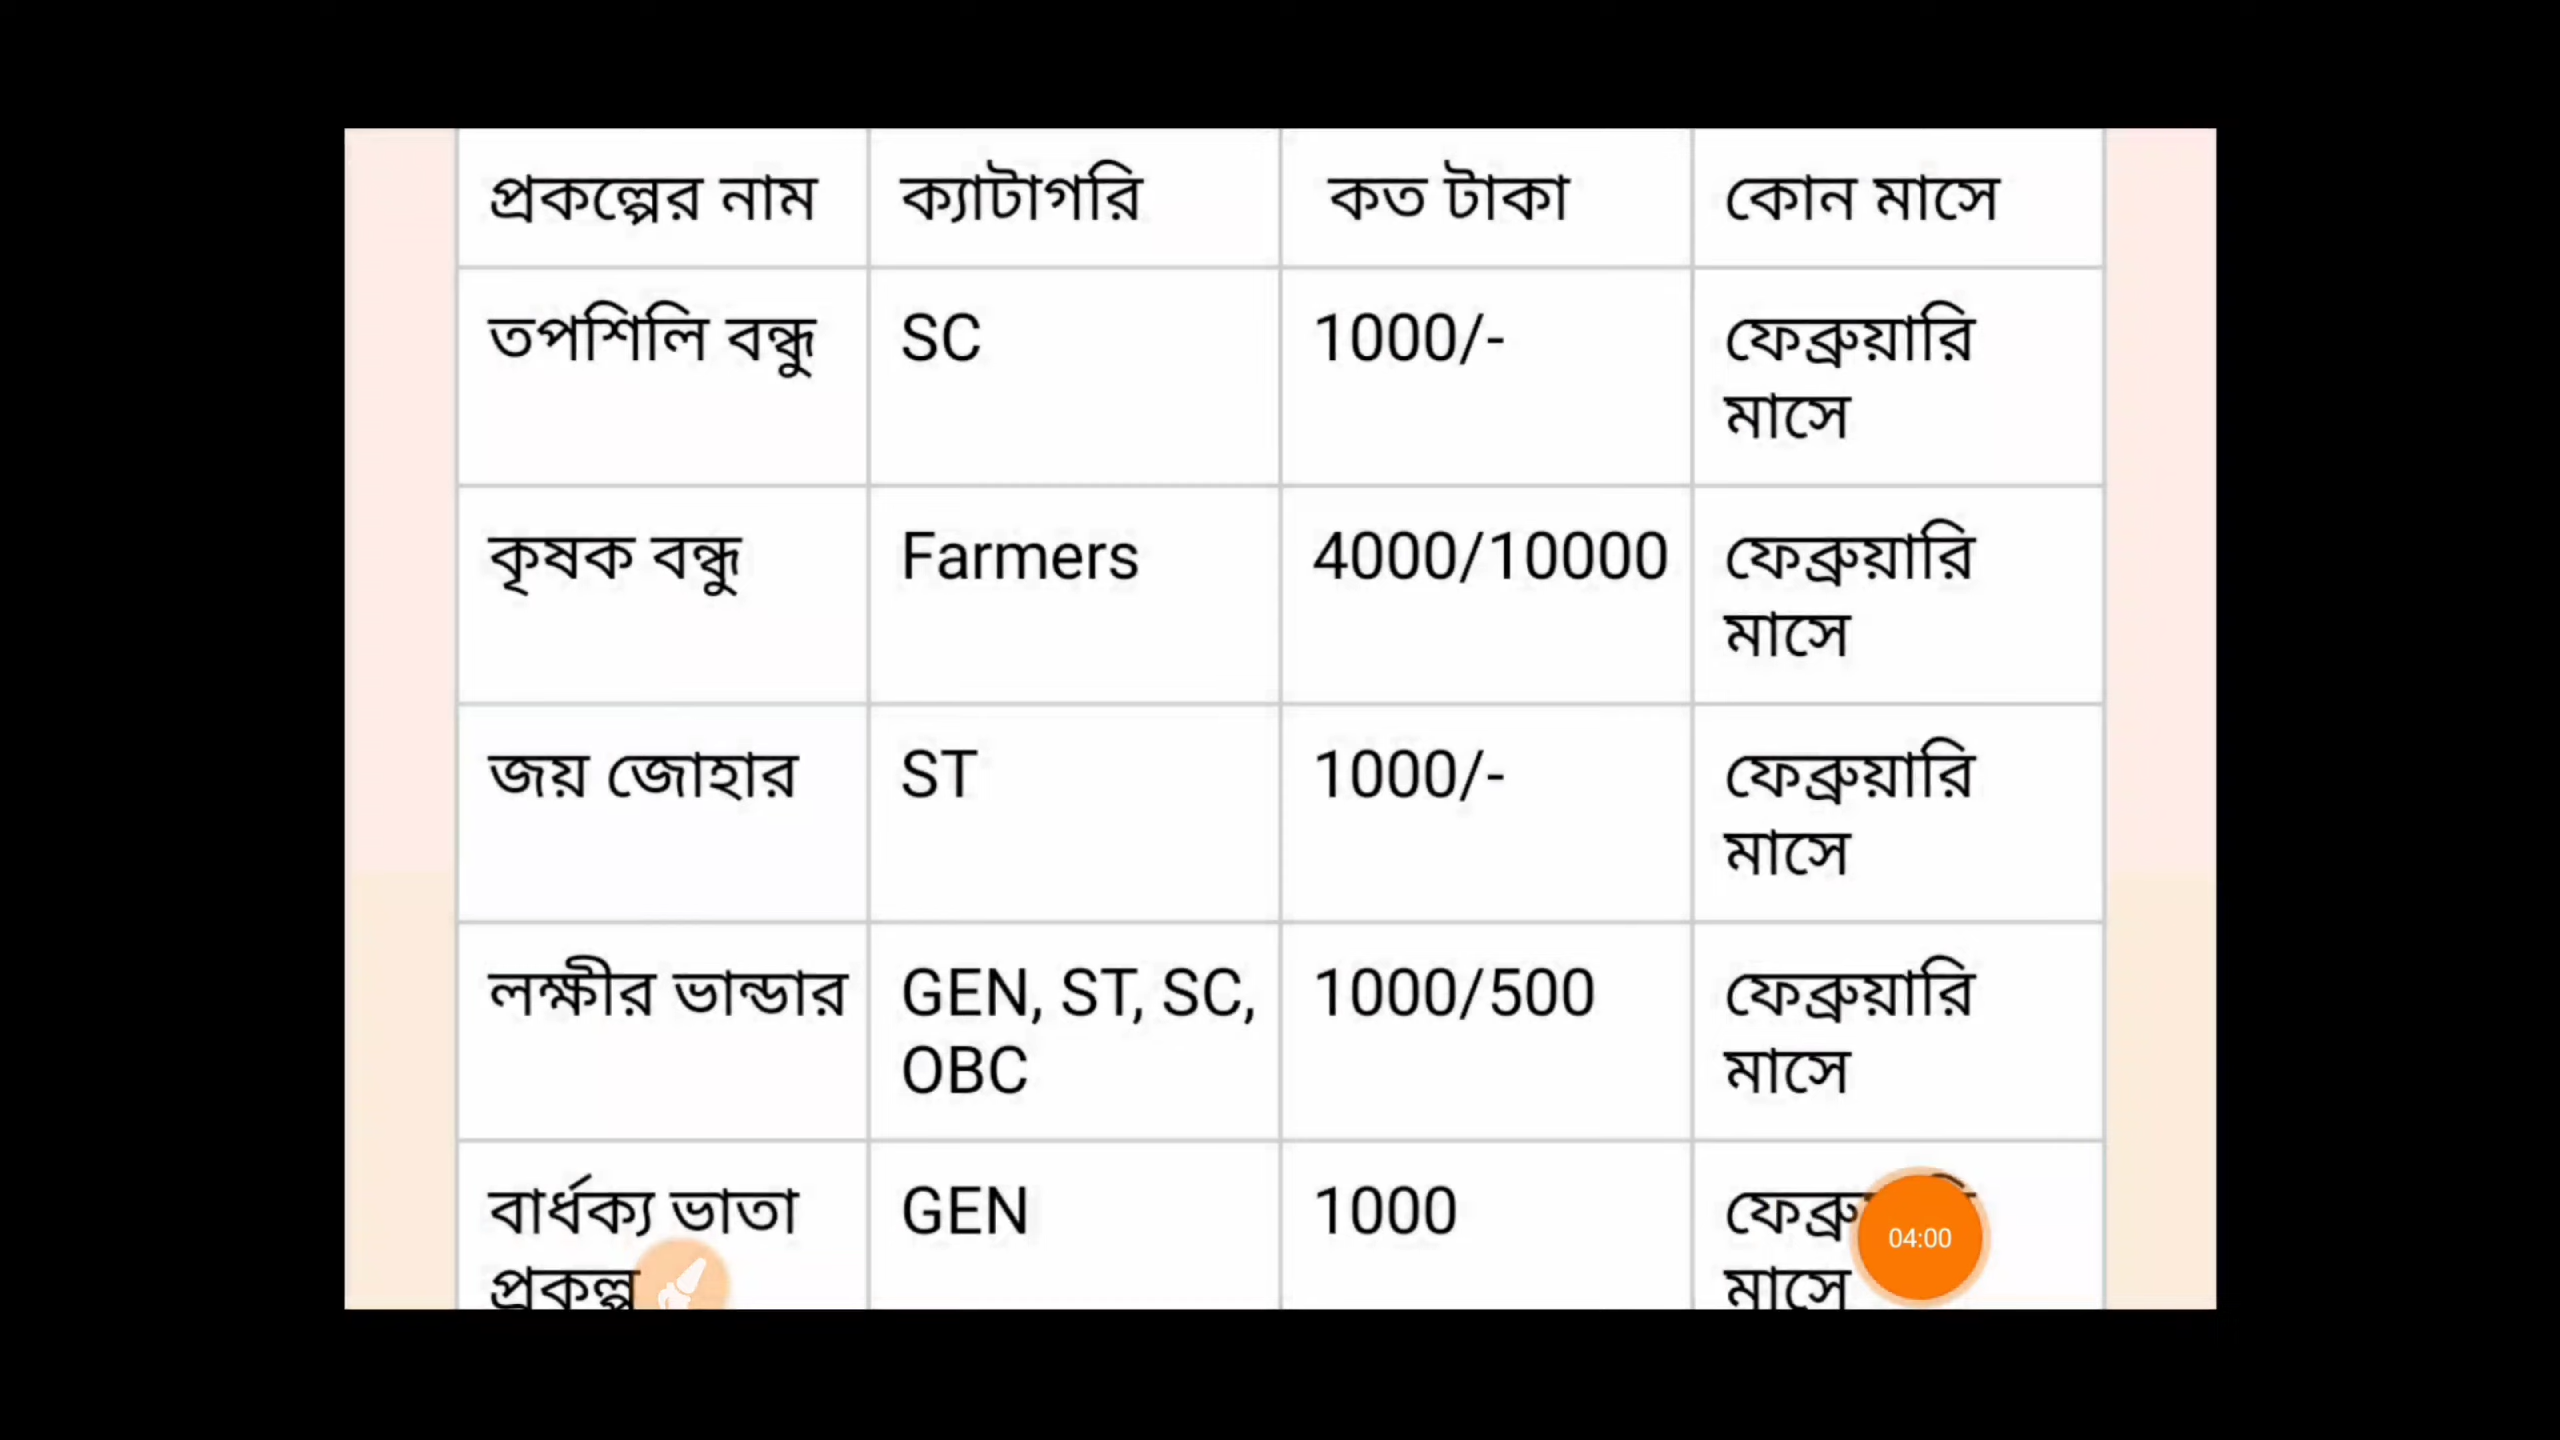 প্রকল্পের নাম ক্যাটাগরি কত টাকা কোন মাসে
তপশিলি বন্ধু SC 1000/- ফেব্রুয়ারি
মাসে
কৃষক বন্ধু Farmers 4000/10000 ফেব্রুয়ারি
মাসে
জয় জোহার ST 1000/- ফেব্রুয়ারি
মাসে
লক্ষীর ভান্ডার GEN, ST, SC, 1000/500 ফেব্রুয়ারি
OBC মাসে
বার্ধক্য ভাতা GEN 1000
প্রকল্প মাসে
04:00